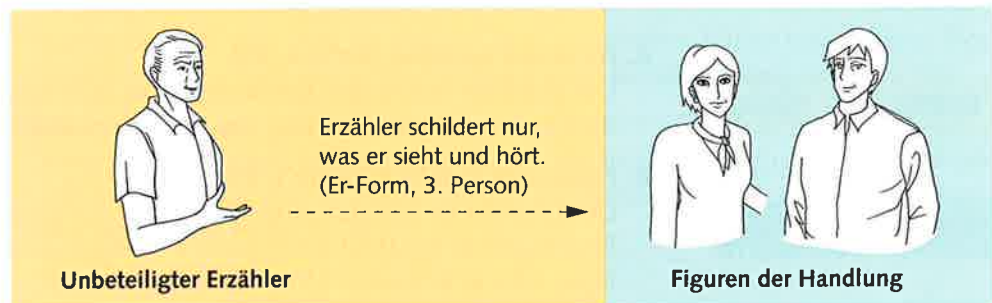 Erzähler schildert nur,
was er sieht und hört.
(Er-Form, 3. Person)
Unbeteiligter Erzähler
Figuren der Handlung